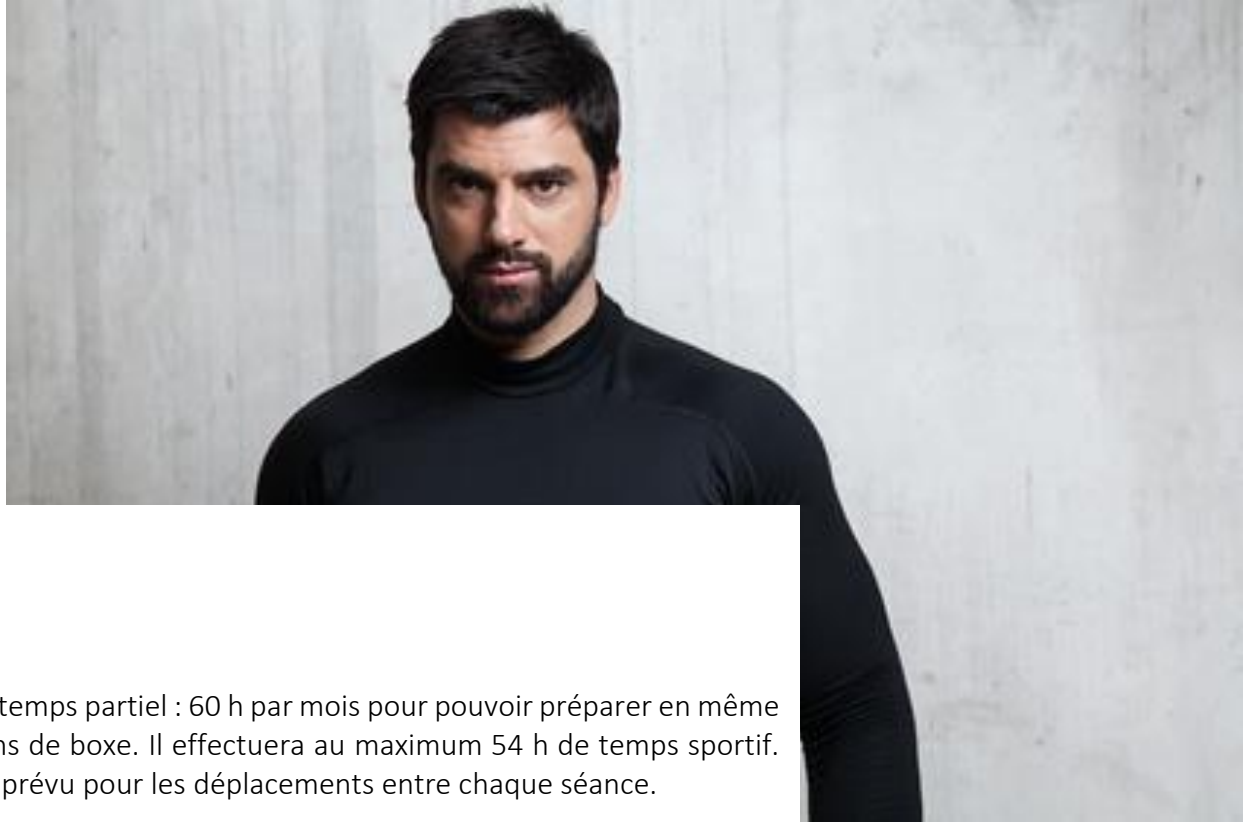 temps partiel : 60 h par mois pour pouvoir préparer en même
de boxe. Il effectuera au maximum 54 h de temps sportif.
prévu pour les déplacements entre chaque séance.